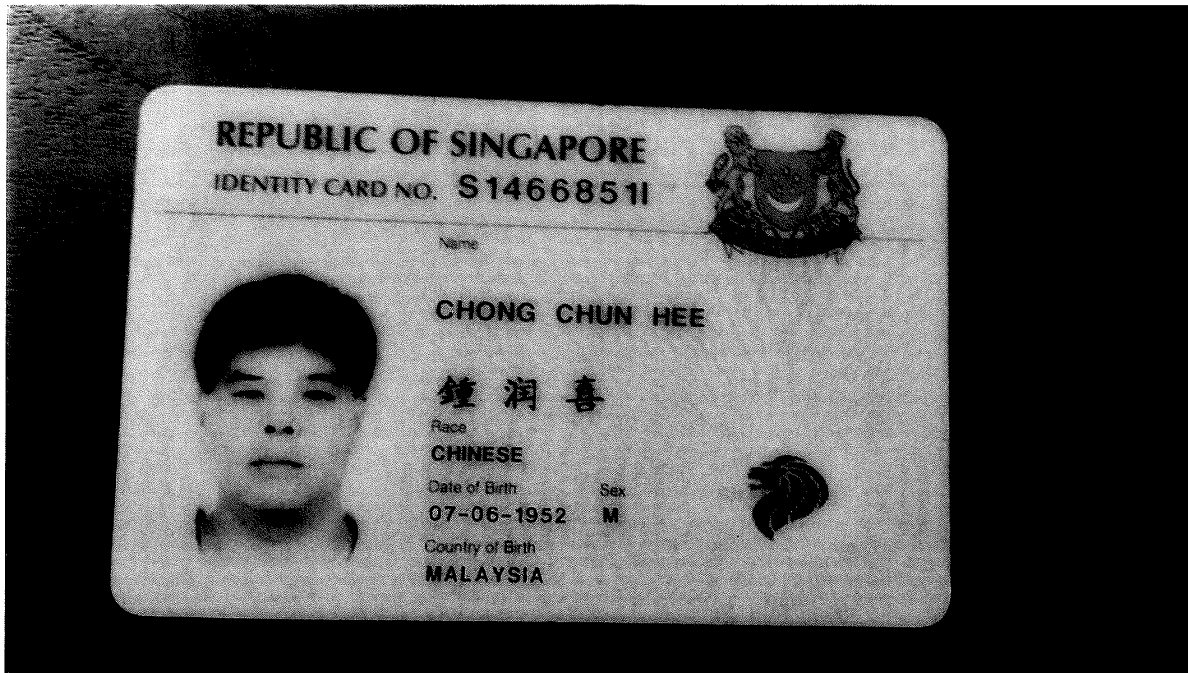 REPUBLIC OF SINGAPORE
IDENTITY CARD NO. S1466851I
Name
CHONG CHUN HEE
鍾润喜
Race
CHINESE
Date of Birth Sex
07-06-1952 M
Country of Birth
MALAYSIA